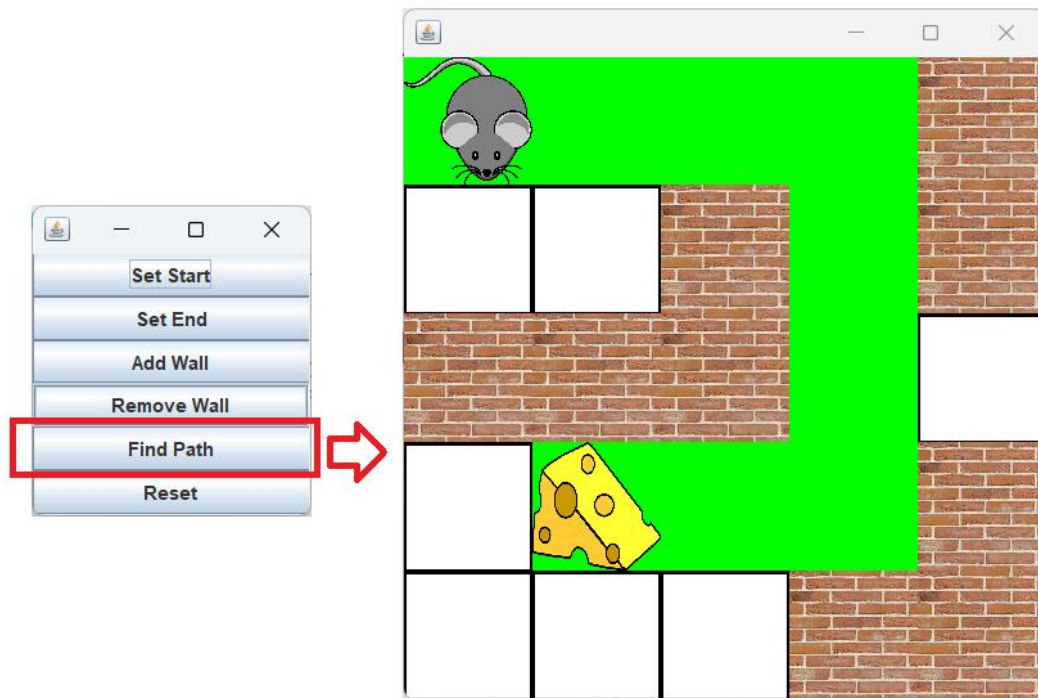 Set Start
Set End
Add Wall
Remove Wall
Find Path
Reset